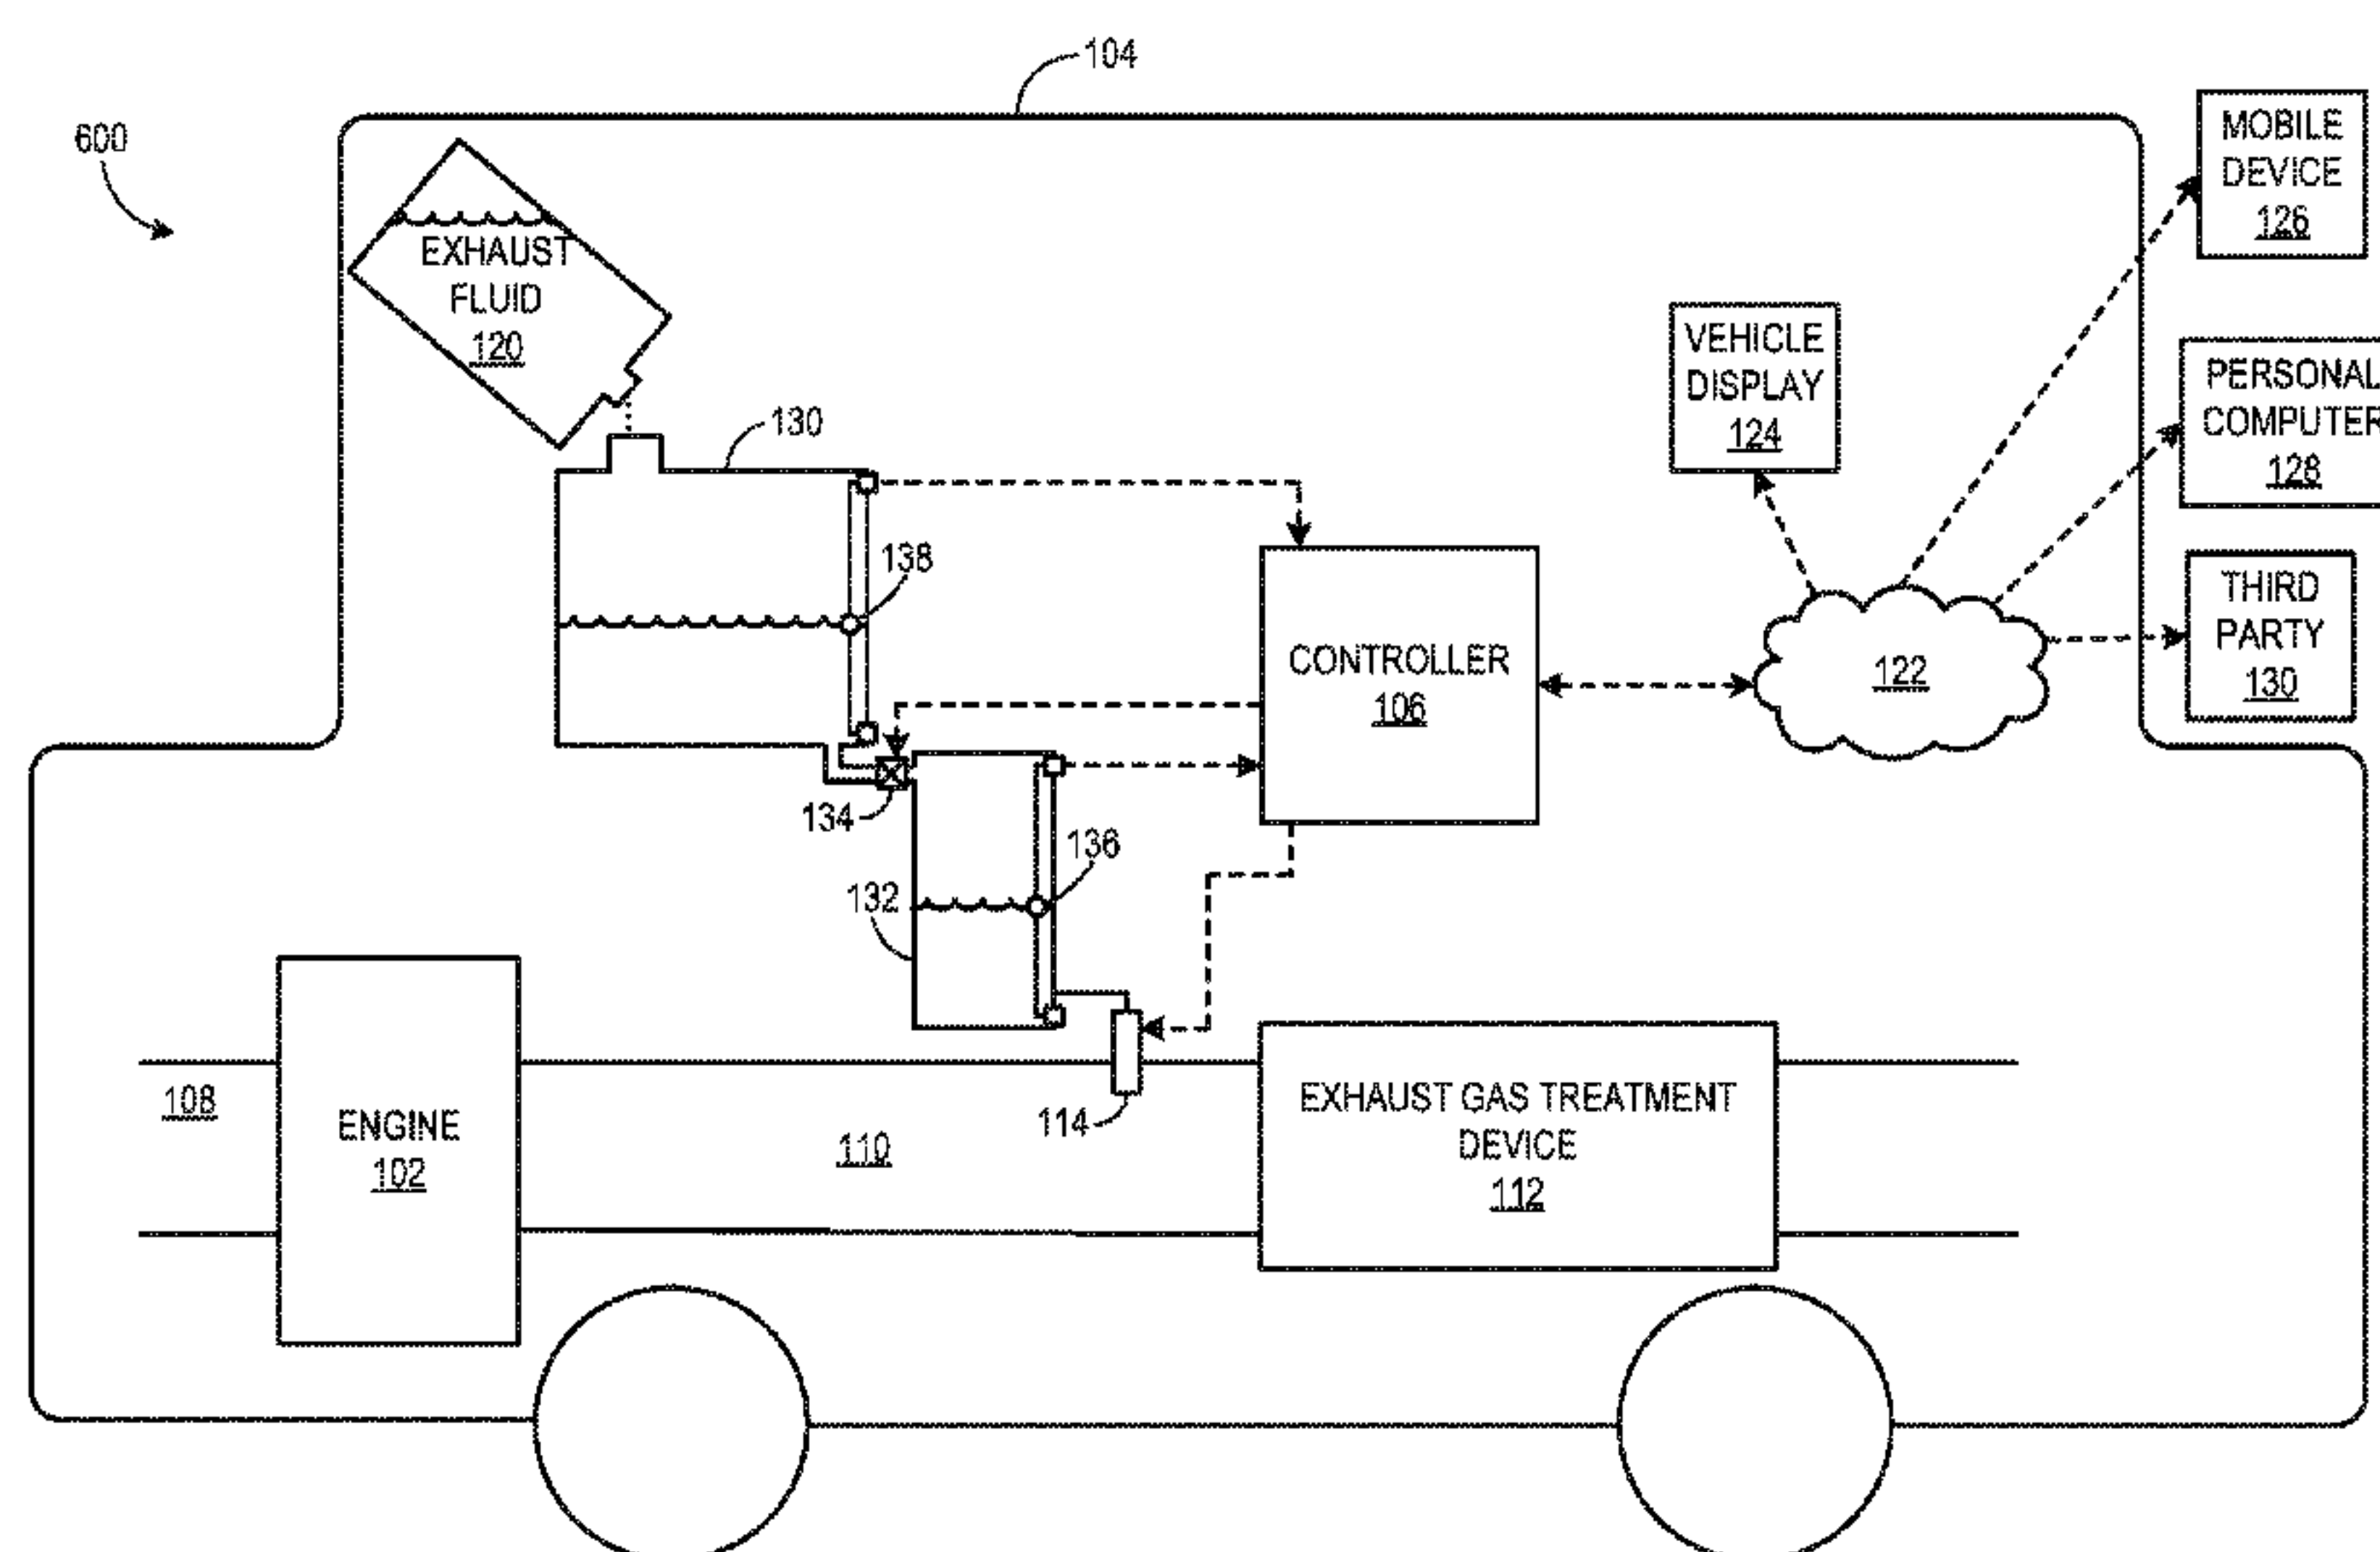 104
600
MOBILE
DEVICE
126
EXHAUST
FLUID
120
VEHICLE
DISPLAY
124
PERSONAL
COMPUTER
128
130
138
THIRD
PARTY
130
CONTROLLER
106
122
134
136
132
108
ENGINE
102
110
114
EXHAUST GAS TREATMENT
DEVICE
112